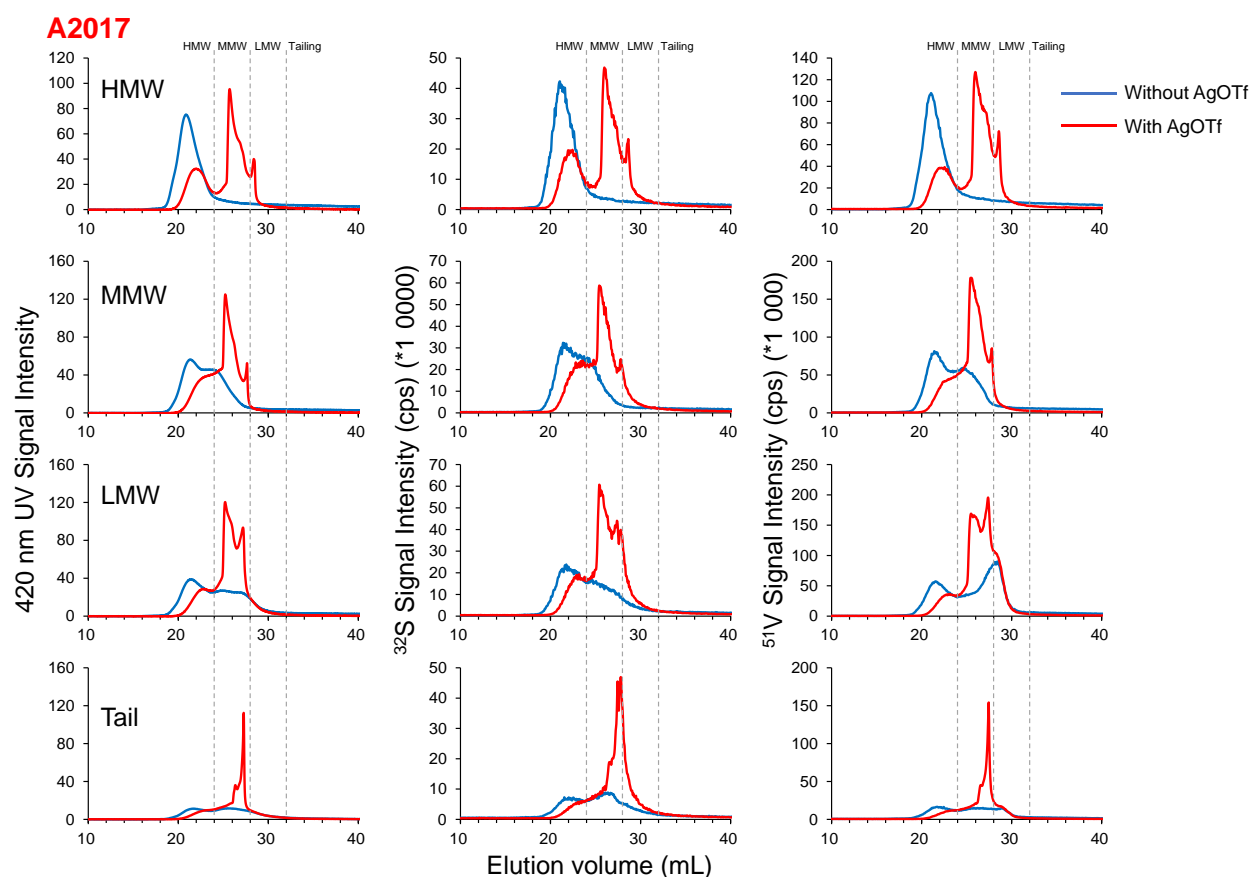 A2017
HMW MMW LMW Tailing
HMW MMW LMW Tailing
HMW MMW LMW Tailing
HMW
120
100
80
60
40
20
0
10 20 30 40
50
40
30
20
10
0
10 20 30 40
140
120
100
80
60
40
20
0
10 20 30 40
Without AgOTf
With AgOTf
MMW
160
120
80
40
0
10 20 30 40
70
60
50
40
30
20
10
0
10 20 30 40
200
150
100
50
0
10 20 30 40
LMW
160
120
80
40
0
10 20 30 40
70
60
50
40
30
20
10
0
10 20 30 40
250
200
150
100
50
0
10 20 30 40
Tail
160
120
80
40
0
10 20 30 40
50
40
30
20
10
0
10 20 30 40
200
150
100
50
0
10 20 30 40
420 nm UV Signal Intensity
³²S Signal Intensity (cps) (*1 0000)
⁵¹V Signal Intensity (cps) (*1 000)
Elution volume (mL)